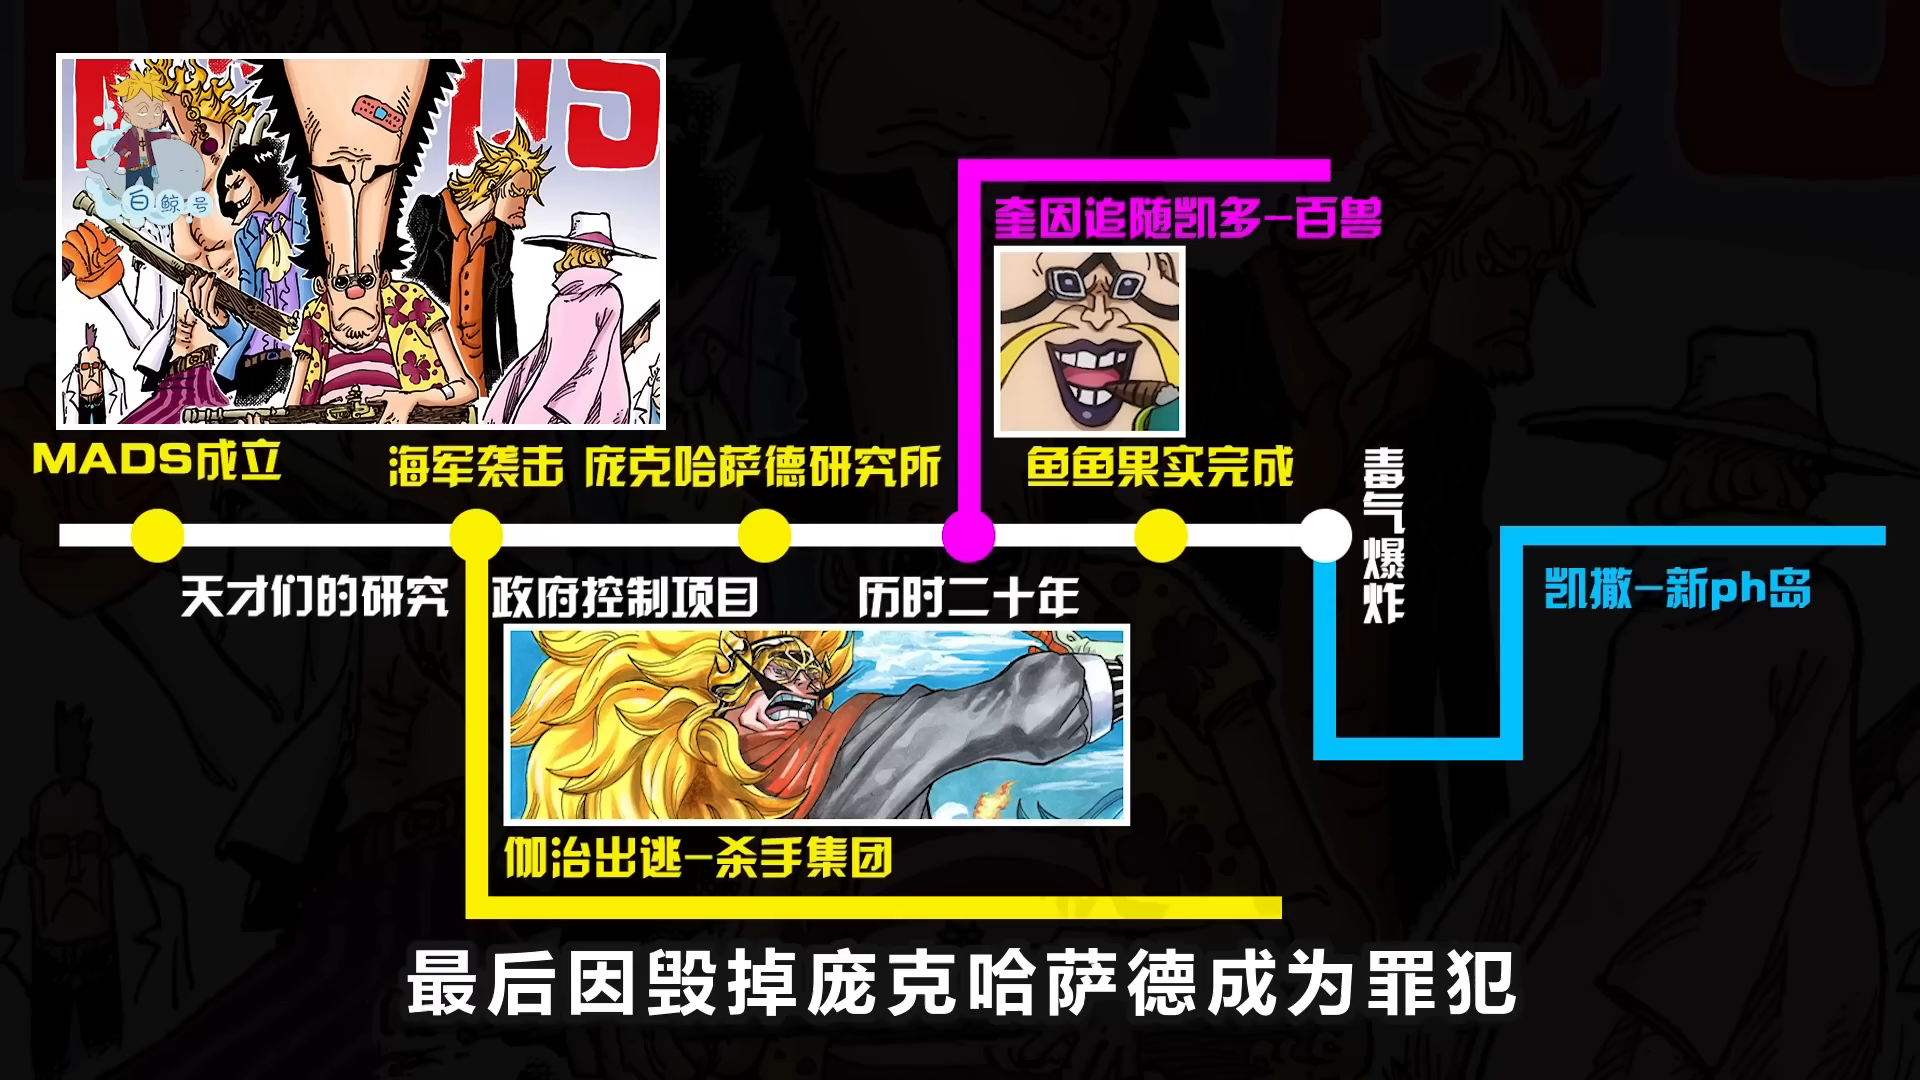 白鲸号
MADS成立
海军袭击 庞克哈萨德研究所
奎因追随凯多-百兽
鱼鱼果实完成
毒气爆炸
天才们的研究
政府控制项目
历时二十年
凯撒-新ph岛
伽治出逃-杀手集团
最后因毁掉庞克哈萨德成为罪犯